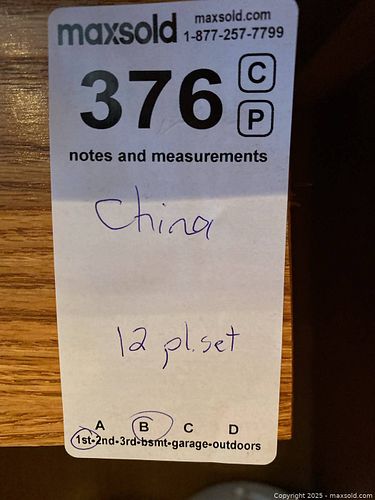 maxsold maxsold.com
1-877-257-7799
376 C
P
notes and measurements
China
12 pl. set
A B C D
1st-2nd-3rd-bsmt-garage-outdoors
Copyright 2025 - maxsold.com